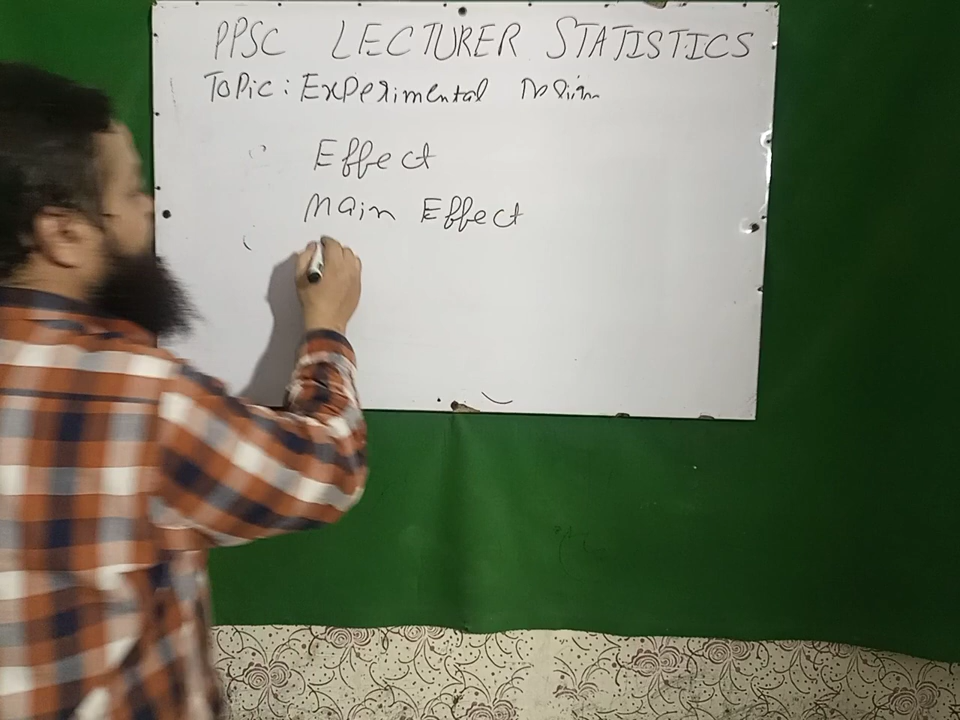 PPSC LECTURER STATISTICS
Topic: Experimental Design
Effect
Main Effect